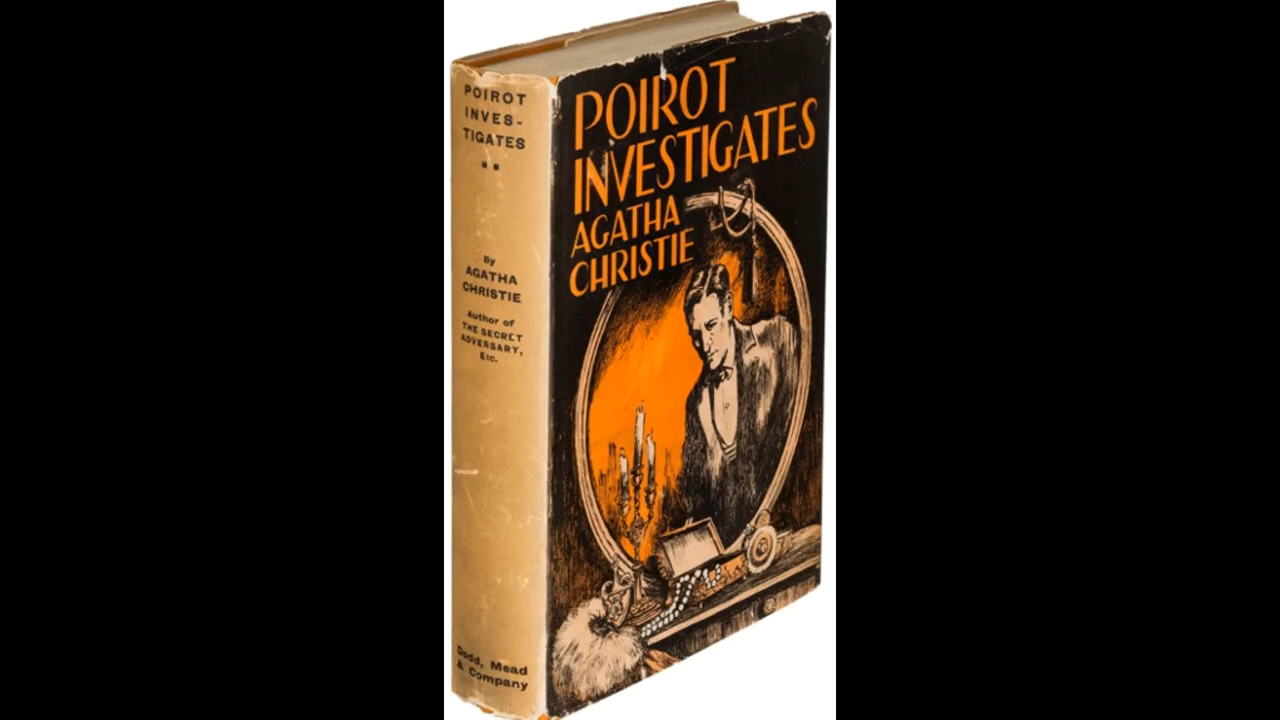 POIROT
INVES-
TIGATES
By
AGATHA
CHRISTIE
Author of
THE SECRET
ADVERSARY,
Etc.
Dodd, Mead
& Company
POIROT
INVESTIGATES
AGATHA
CHRISTIE